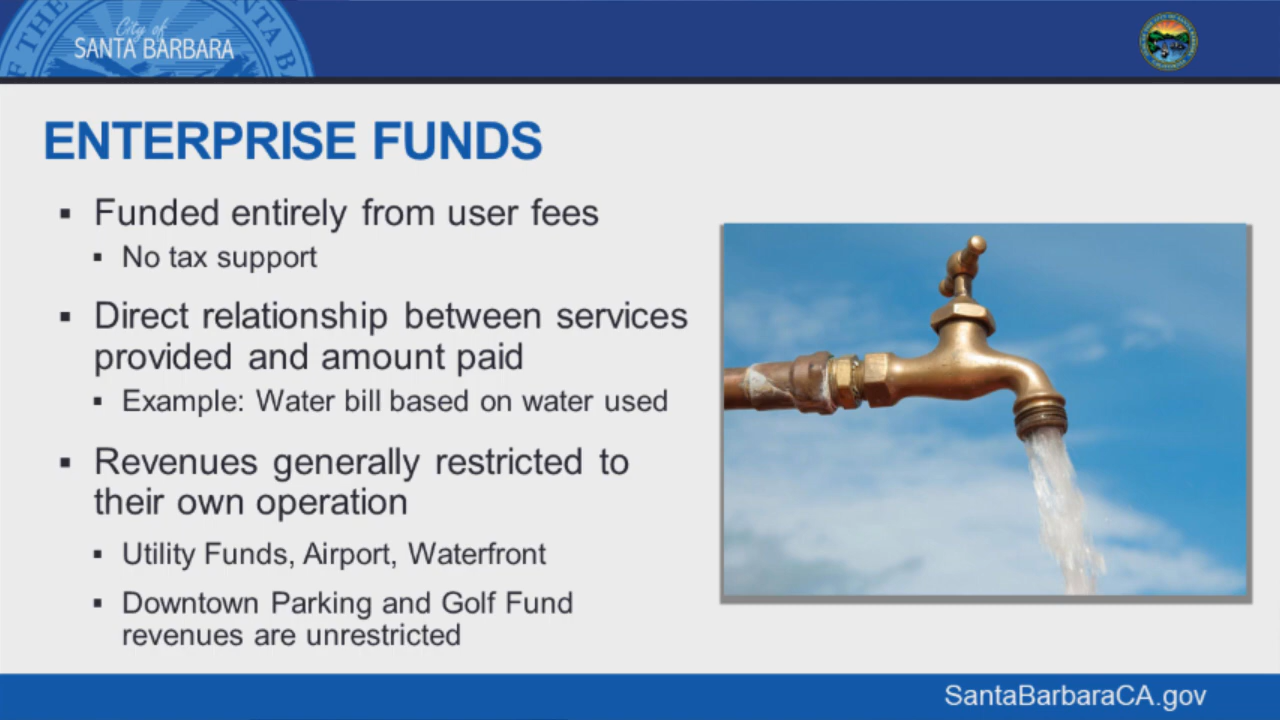 City of
SANTA BARBARA
ENTERPRISE FUNDS
▪ Funded entirely from user fees
▪ No tax support
▪ Direct relationship between services
provided and amount paid
▪ Example: Water bill based on water used
▪ Revenues generally restricted to
their own operation
▪ Utility Funds, Airport, Waterfront
▪ Downtown Parking and Golf Fund
revenues are unrestricted
SantaBarbaraCA.gov